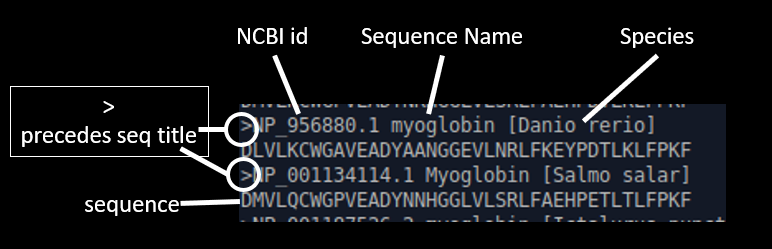 NCBI id
Sequence Name
Species
>
precedes seq title
sequence
>NP_956880.1 myoglobin [Danio rerio]
DLVLKCWGAVEADYAANGGEVLNRLFKEYPDTLKLFPKF
>NP_001134114.1 Myoglobin [Salmo salar]
DMVLQCWGPVEADYNNHGGLVLSRLFAEHPETLTLFPKF